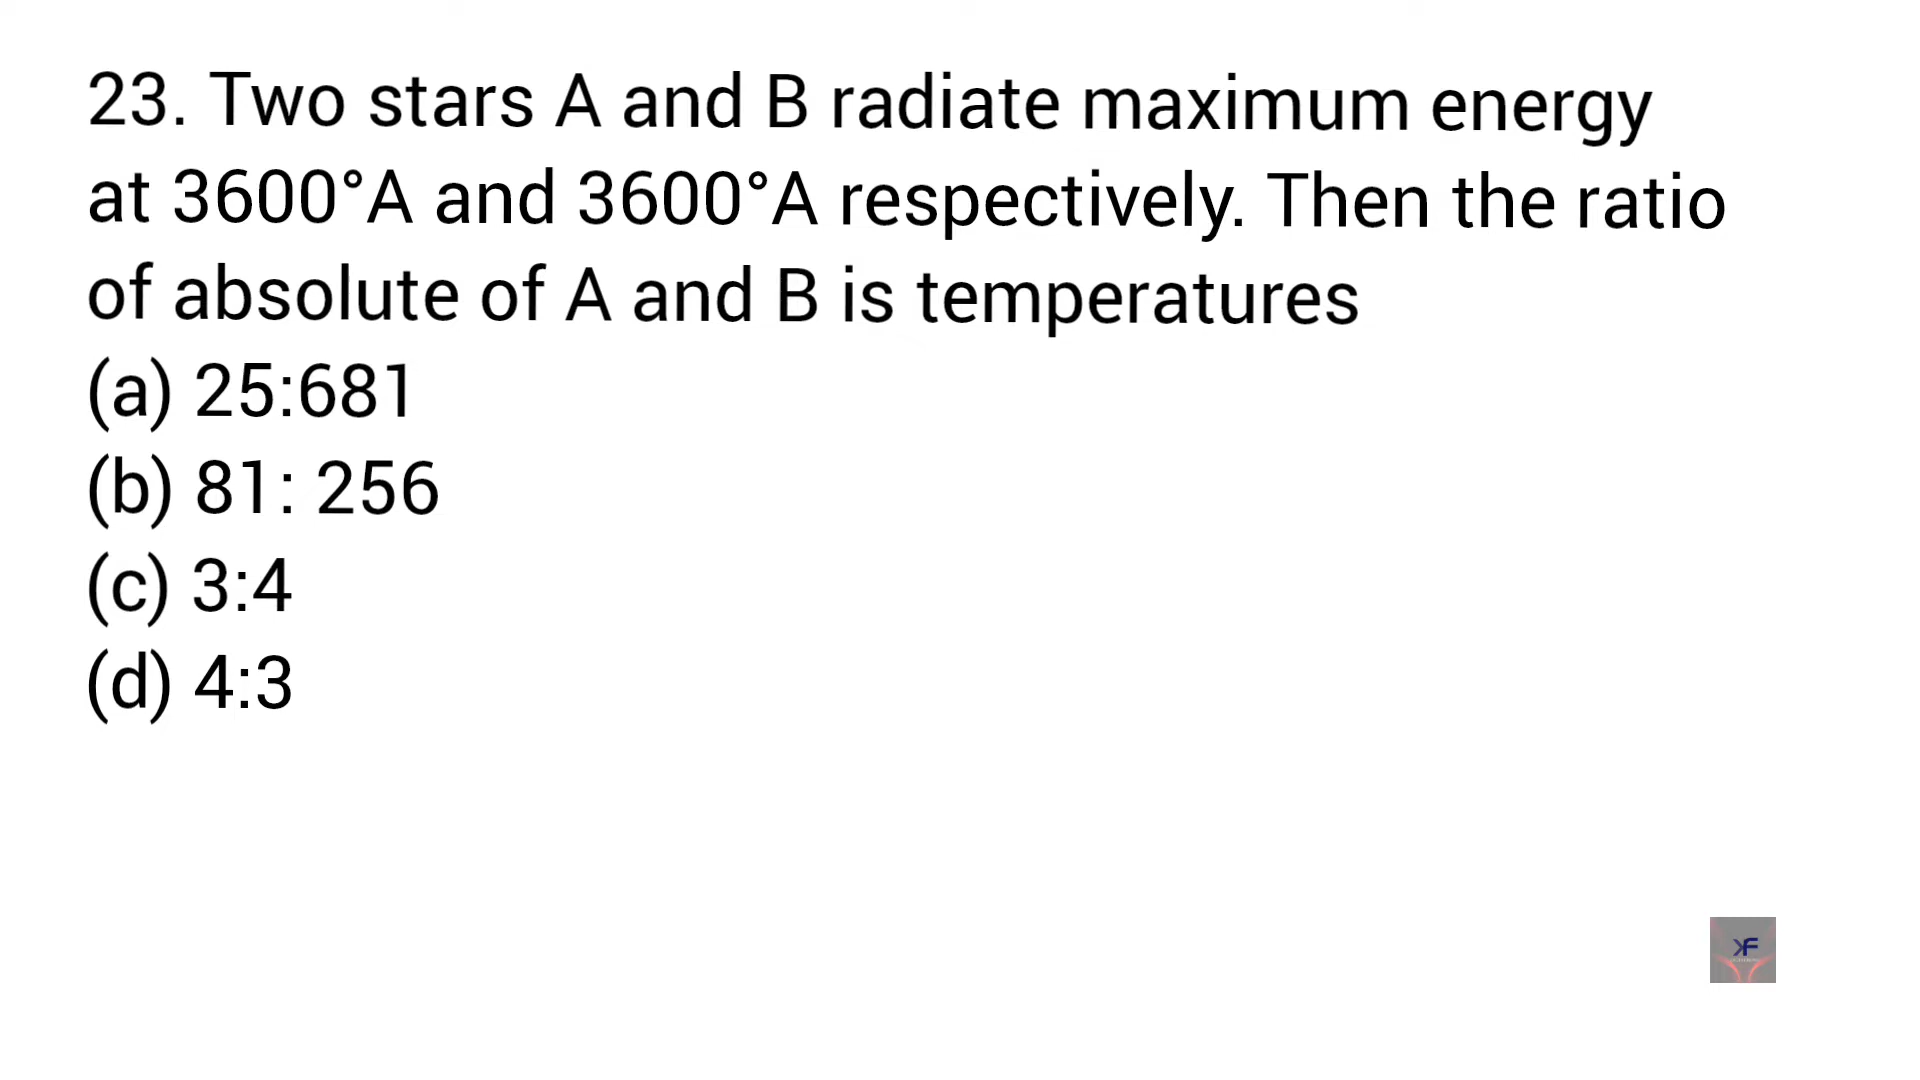 23. Two stars A and B radiate maximum energy
at 3600°A and 3600°A respectively. Then the ratio
of absolute of A and B is temperatures
(a) 25:681
(b) 81: 256
(c) 3:4
(d) 4:3
KF